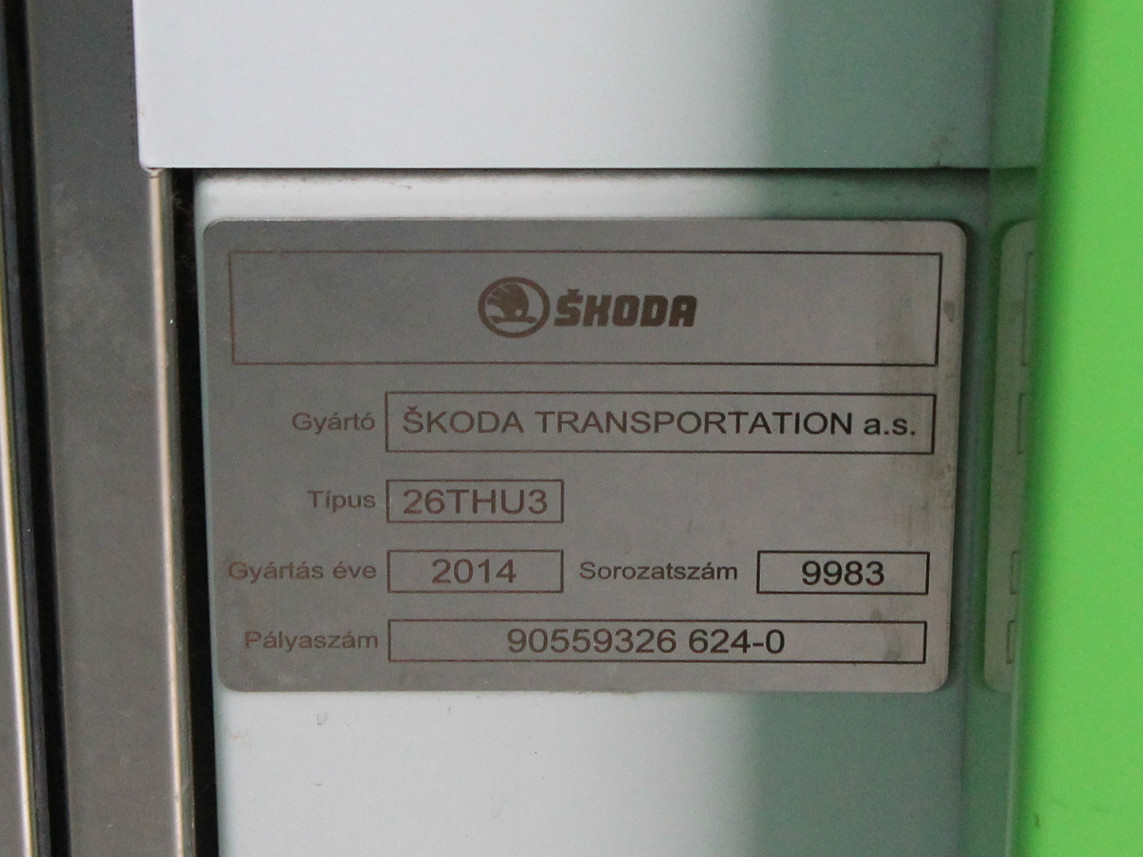 ŠKODA
Gyártó ŠKODA TRANSPORTATION a.s.
Típus 26THU3
Gyártás éve 2014 Sorozatszám 9983
Pályaszám 90559326 624-0